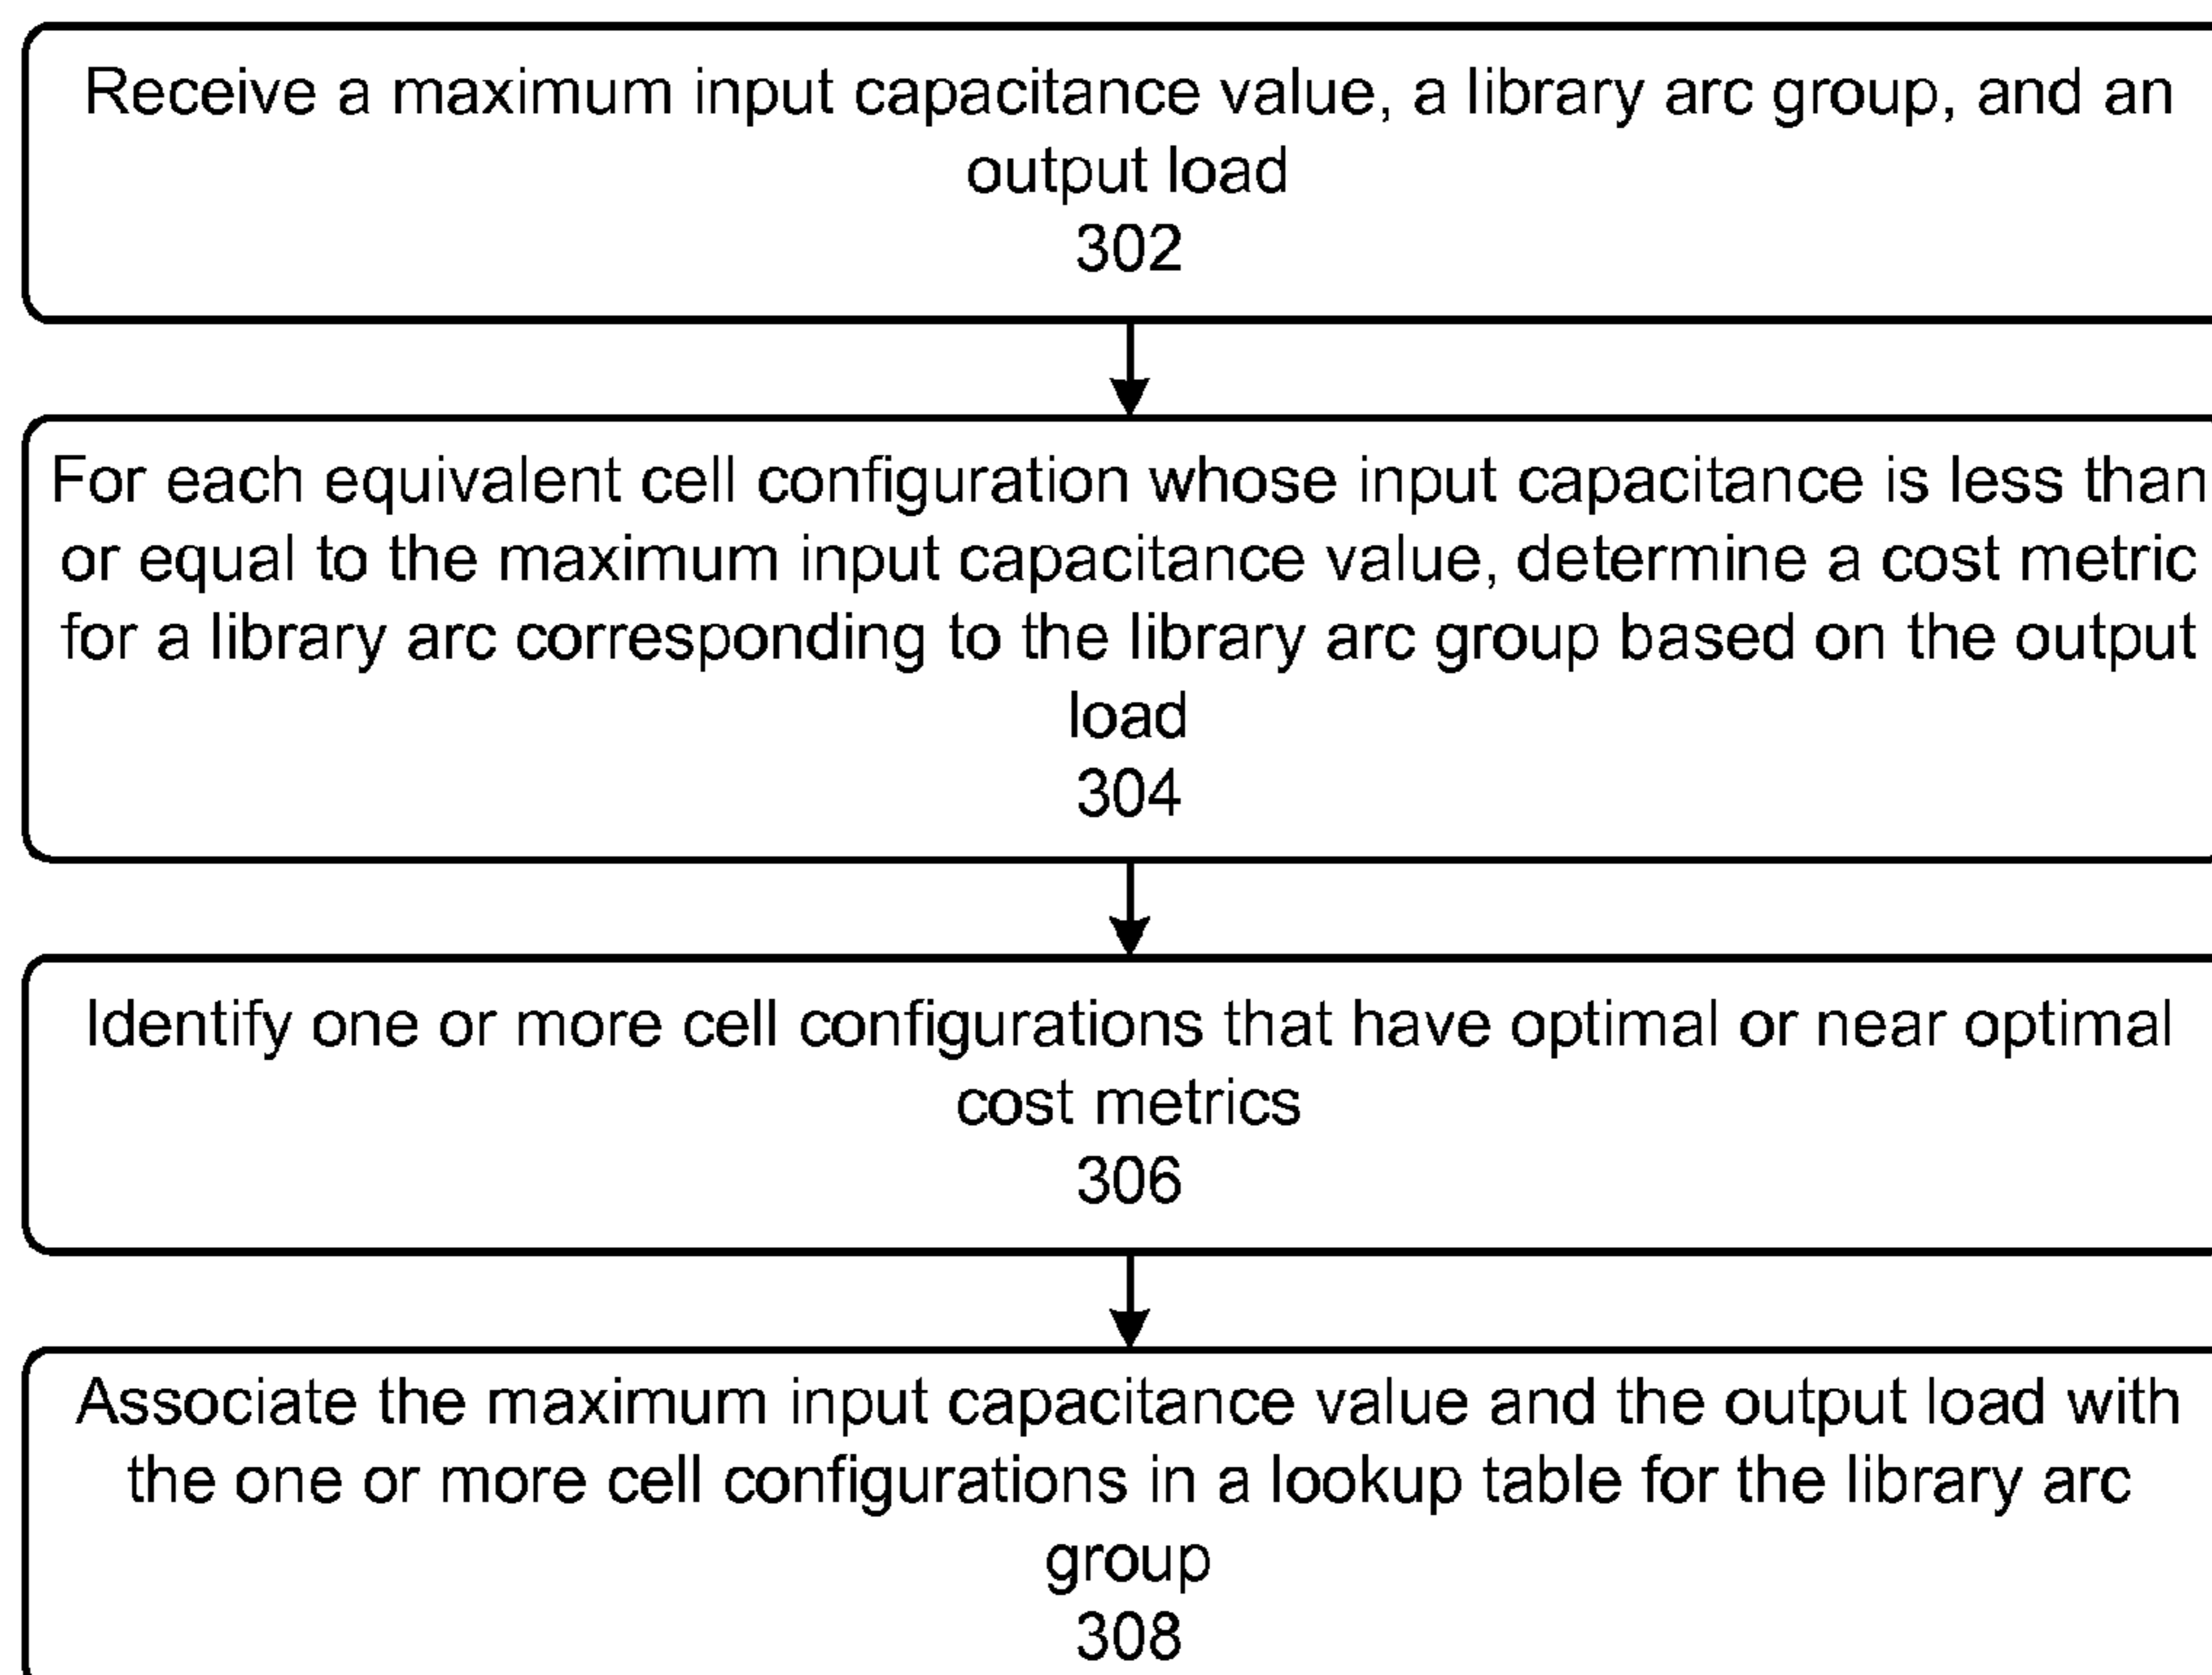 Receive a maximum input capacitance value, a library arc group, and an
output load
302
For each equivalent cell configuration whose input capacitance is less than
or equal to the maximum input capacitance value, determine a cost metric
for a library arc corresponding to the library arc group based on the output
load
304
Identify one or more cell configurations that have optimal or near optimal
cost metrics
306
Associate the maximum input capacitance value and the output load with
the one or more cell configurations in a lookup table for the library arc
group
308